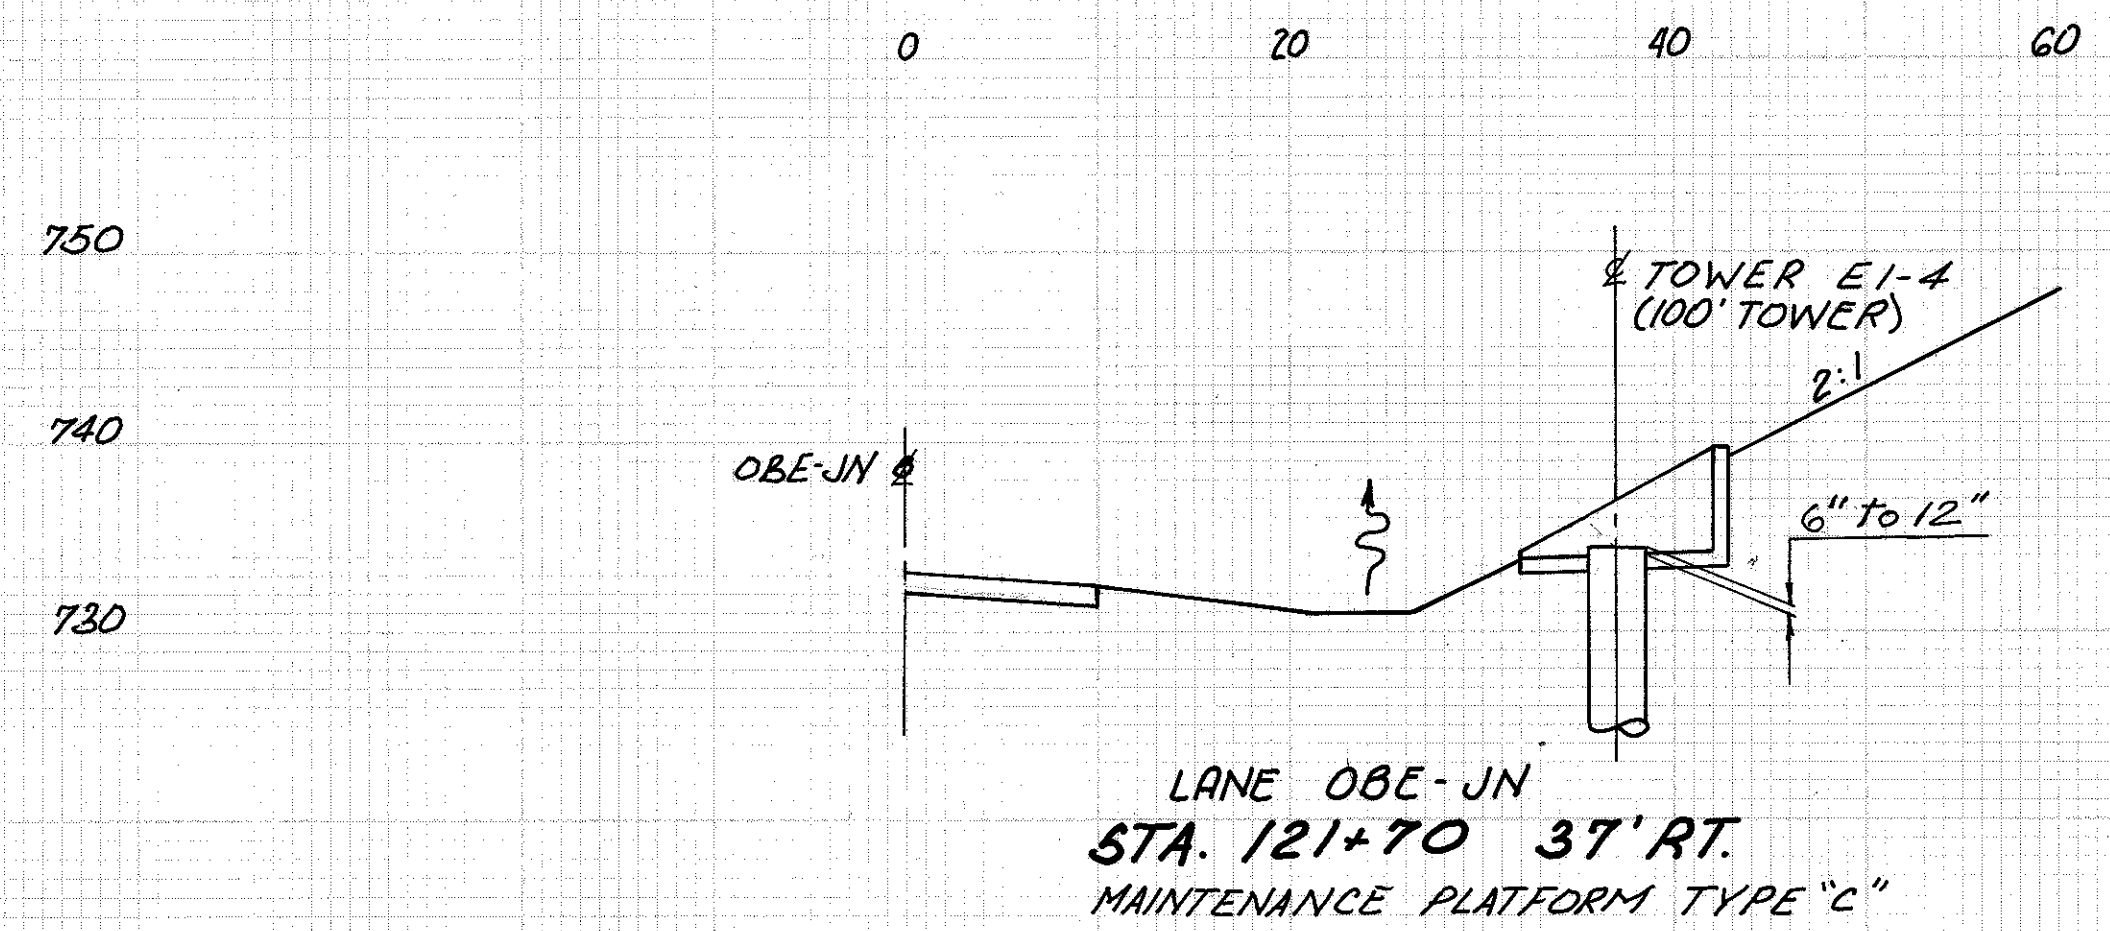 0 20 40 60
750
℄ TOWER E1-4
(100' TOWER)
2:1
740
OBE-JN ℄
6" to 12"
730
LANE OBE-JN
STA. 121+70 37' RT.
MAINTENANCE PLATFORM TYPE "C"